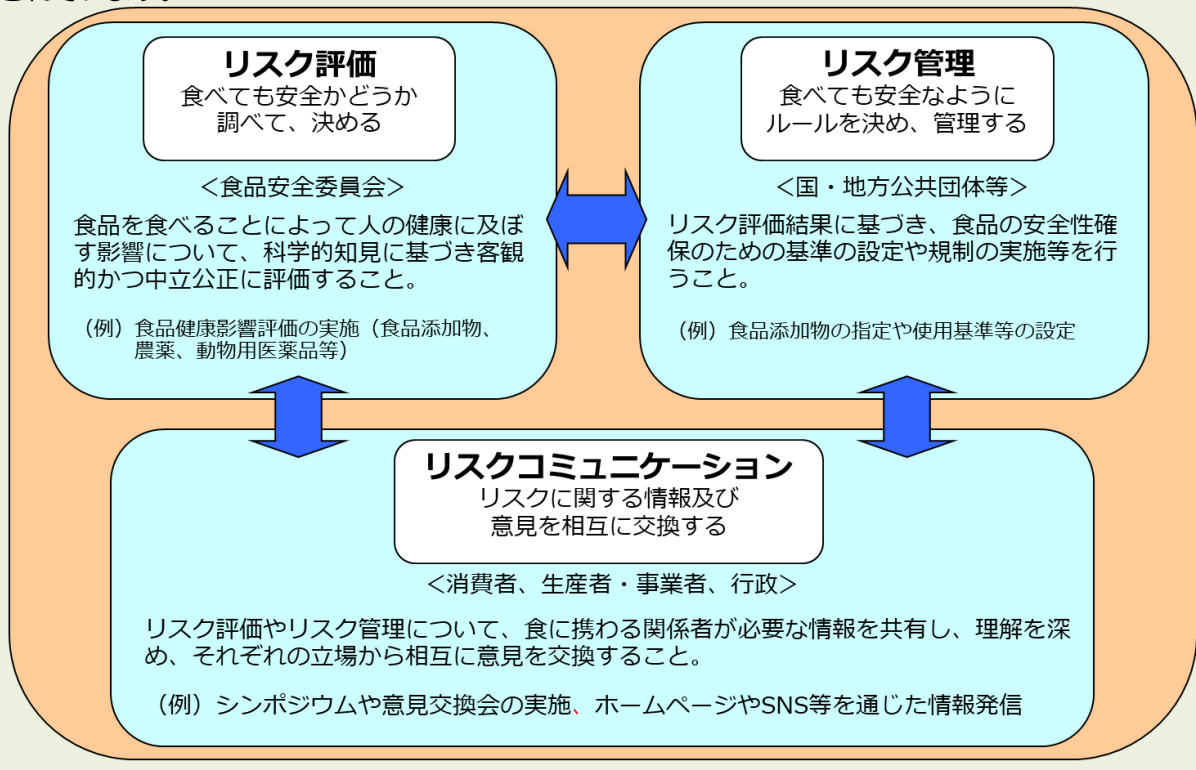 リスク評価
食べても安全かどうか
調べて、決める
＜食品安全委員会＞
食品を食べることによって人の健康に及ぼ
す影響について、科学的知見に基づき客観
的かつ中立公正に評価すること。
（例）食品健康影響評価の実施（食品添加物、
農薬、動物用医薬品等）
リスク管理
食べても安全なように
ルールを決め、管理する
＜国・地方公共団体等＞
リスク評価結果に基づき、食品の安全性確
保のための基準の設定や規制の実施等を行
うこと。
（例）食品添加物の指定や使用基準等の設定
リスクコミュニケーション
リスクに関する情報及び
意見を相互に交換する
＜消費者、生産者・事業者、行政＞
リスク評価やリスク管理について、食に携わる関係者が必要な情報を共有し、理解を深
め、それぞれの立場から相互に意見を交換すること。
（例）シンポジウムや意見交換会の実施、ホームページやSNS等を通じた情報発信